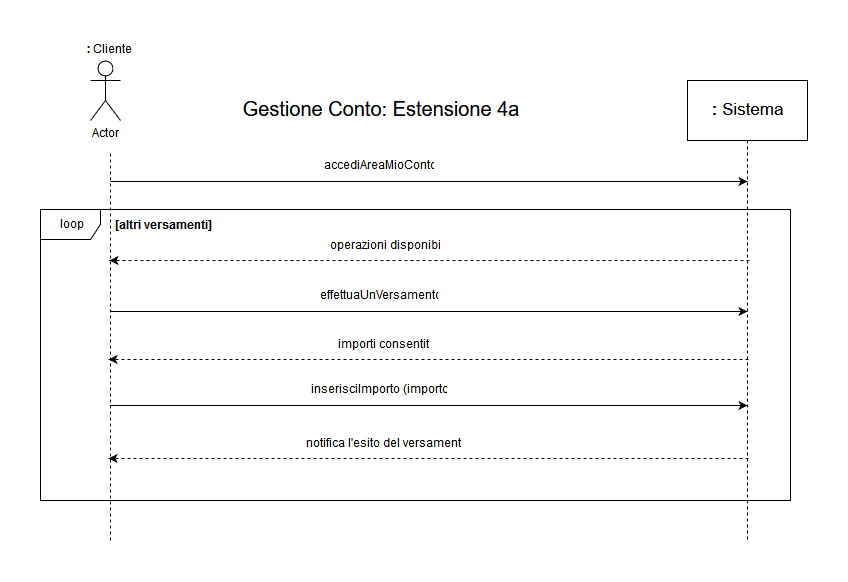 : Cliente
Actor
Gestione Conto: Estensione 4a
: Sistema
accediAreaMioConto
loop
[altri versamenti]
operazioni disponibi
effettuaUnVersamento
importi consentit
inserisciImporto (importo
notifica l'esito del versament